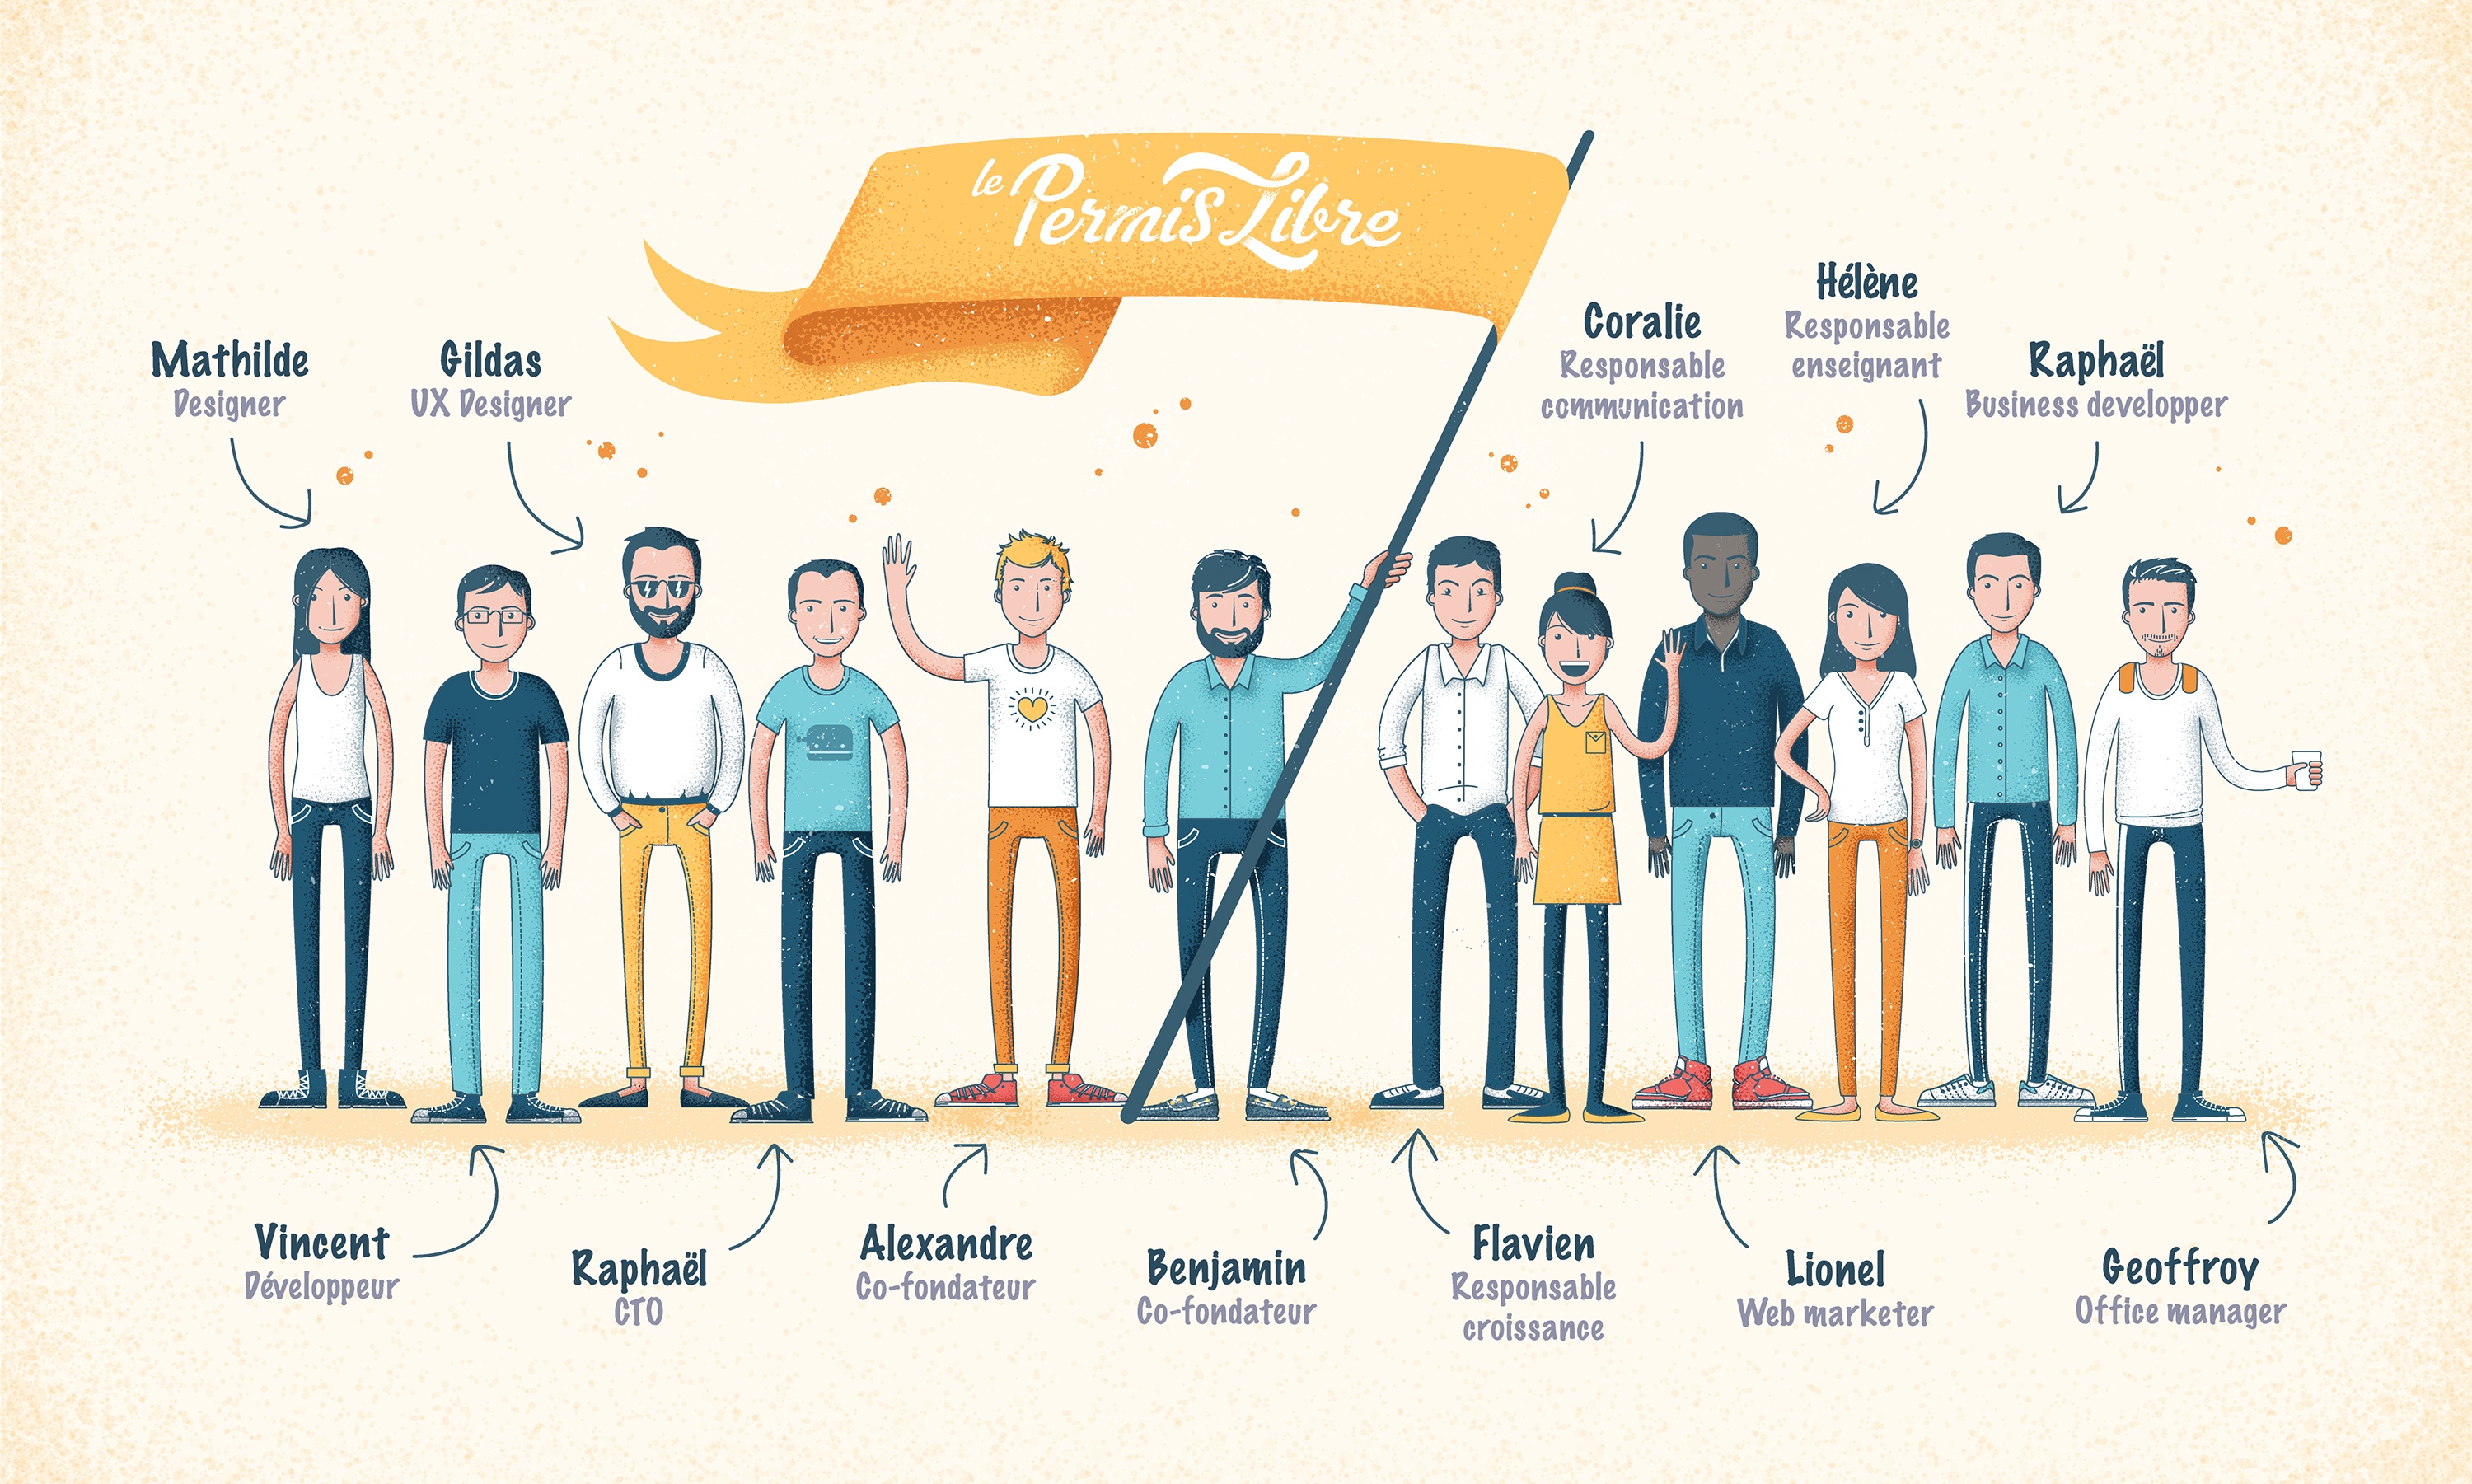 le Permis Libre
Mathilde
Designer
Gildas
UX Designer
Coralie
Responsable
communication
Hélène
Responsable
enseignant
Raphaël
Business developper
Vincent
Développeur
Raphaël
CTO
Alexandre
Co-fondateur
Benjamin
Co-fondateur
Flavien
Responsable
croissance
Lionel
Web marketer
Geoffroy
Office manager